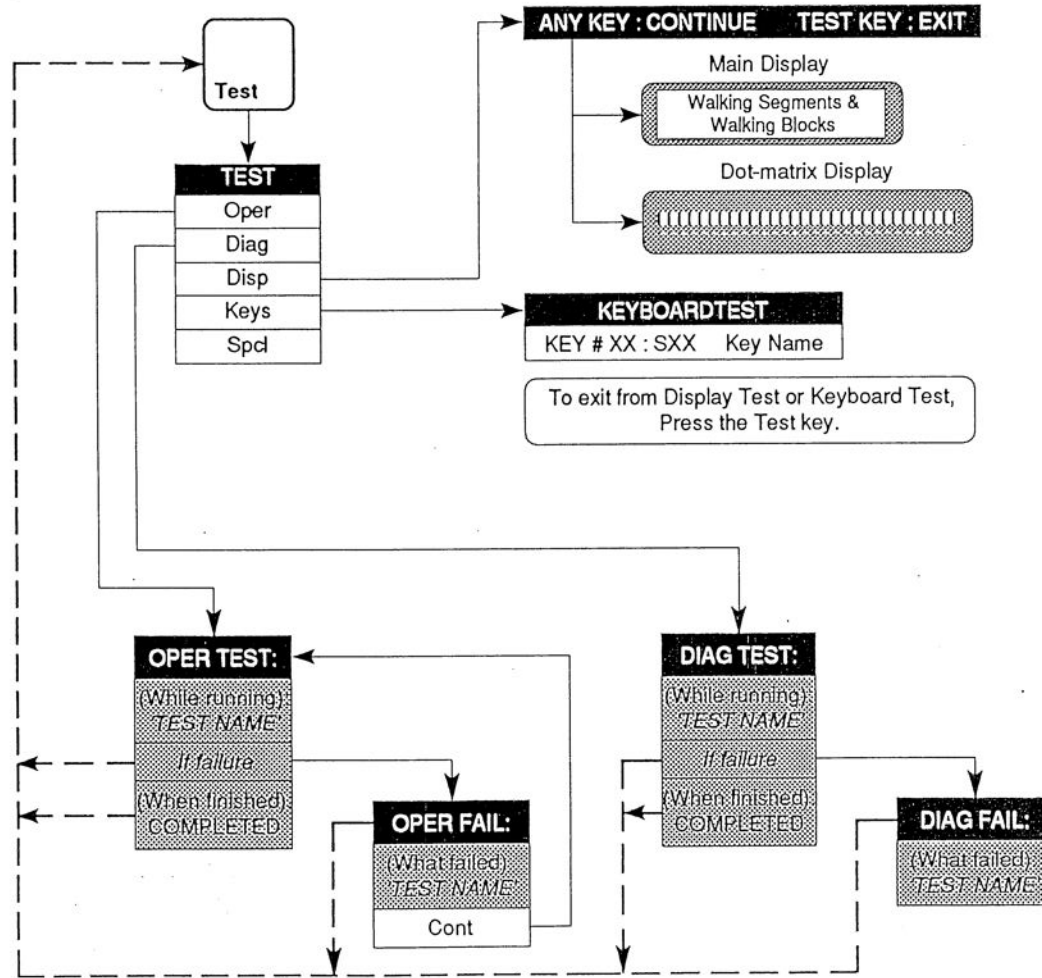 Test
TEST
Oper
Diag
Disp
Keys
Spcl
ANY KEY : CONTINUE TEST KEY : EXIT
Main Display
Walking Segments &
Walking Blocks
Dot-matrix Display
KEYBOARDTEST
KEY # XX : SXX Key Name
To exit from Display Test or Keyboard Test,
Press the Test key.
OPER TEST:
(While running)
'TEST NAME'
If failure
(When finished)
COMPLETED
OPER FAIL:
(What failed)
'TEST NAME'
Cont
DIAG TEST:
(While running)
'TEST NAME'
If failure
(When finished)
COMPLETED
DIAG FAIL:
(What failed)
'TEST NAME'